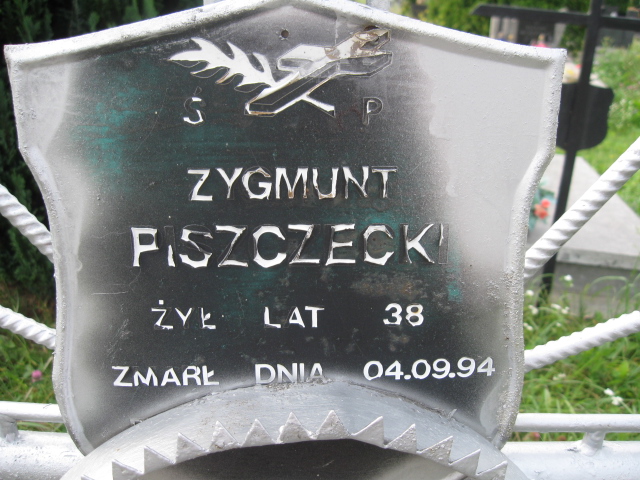 Ś P
ZYGMUNT
PISZCZECKI
ŻYŁ LAT 38
ZMARŁ DNIA 04.09.94